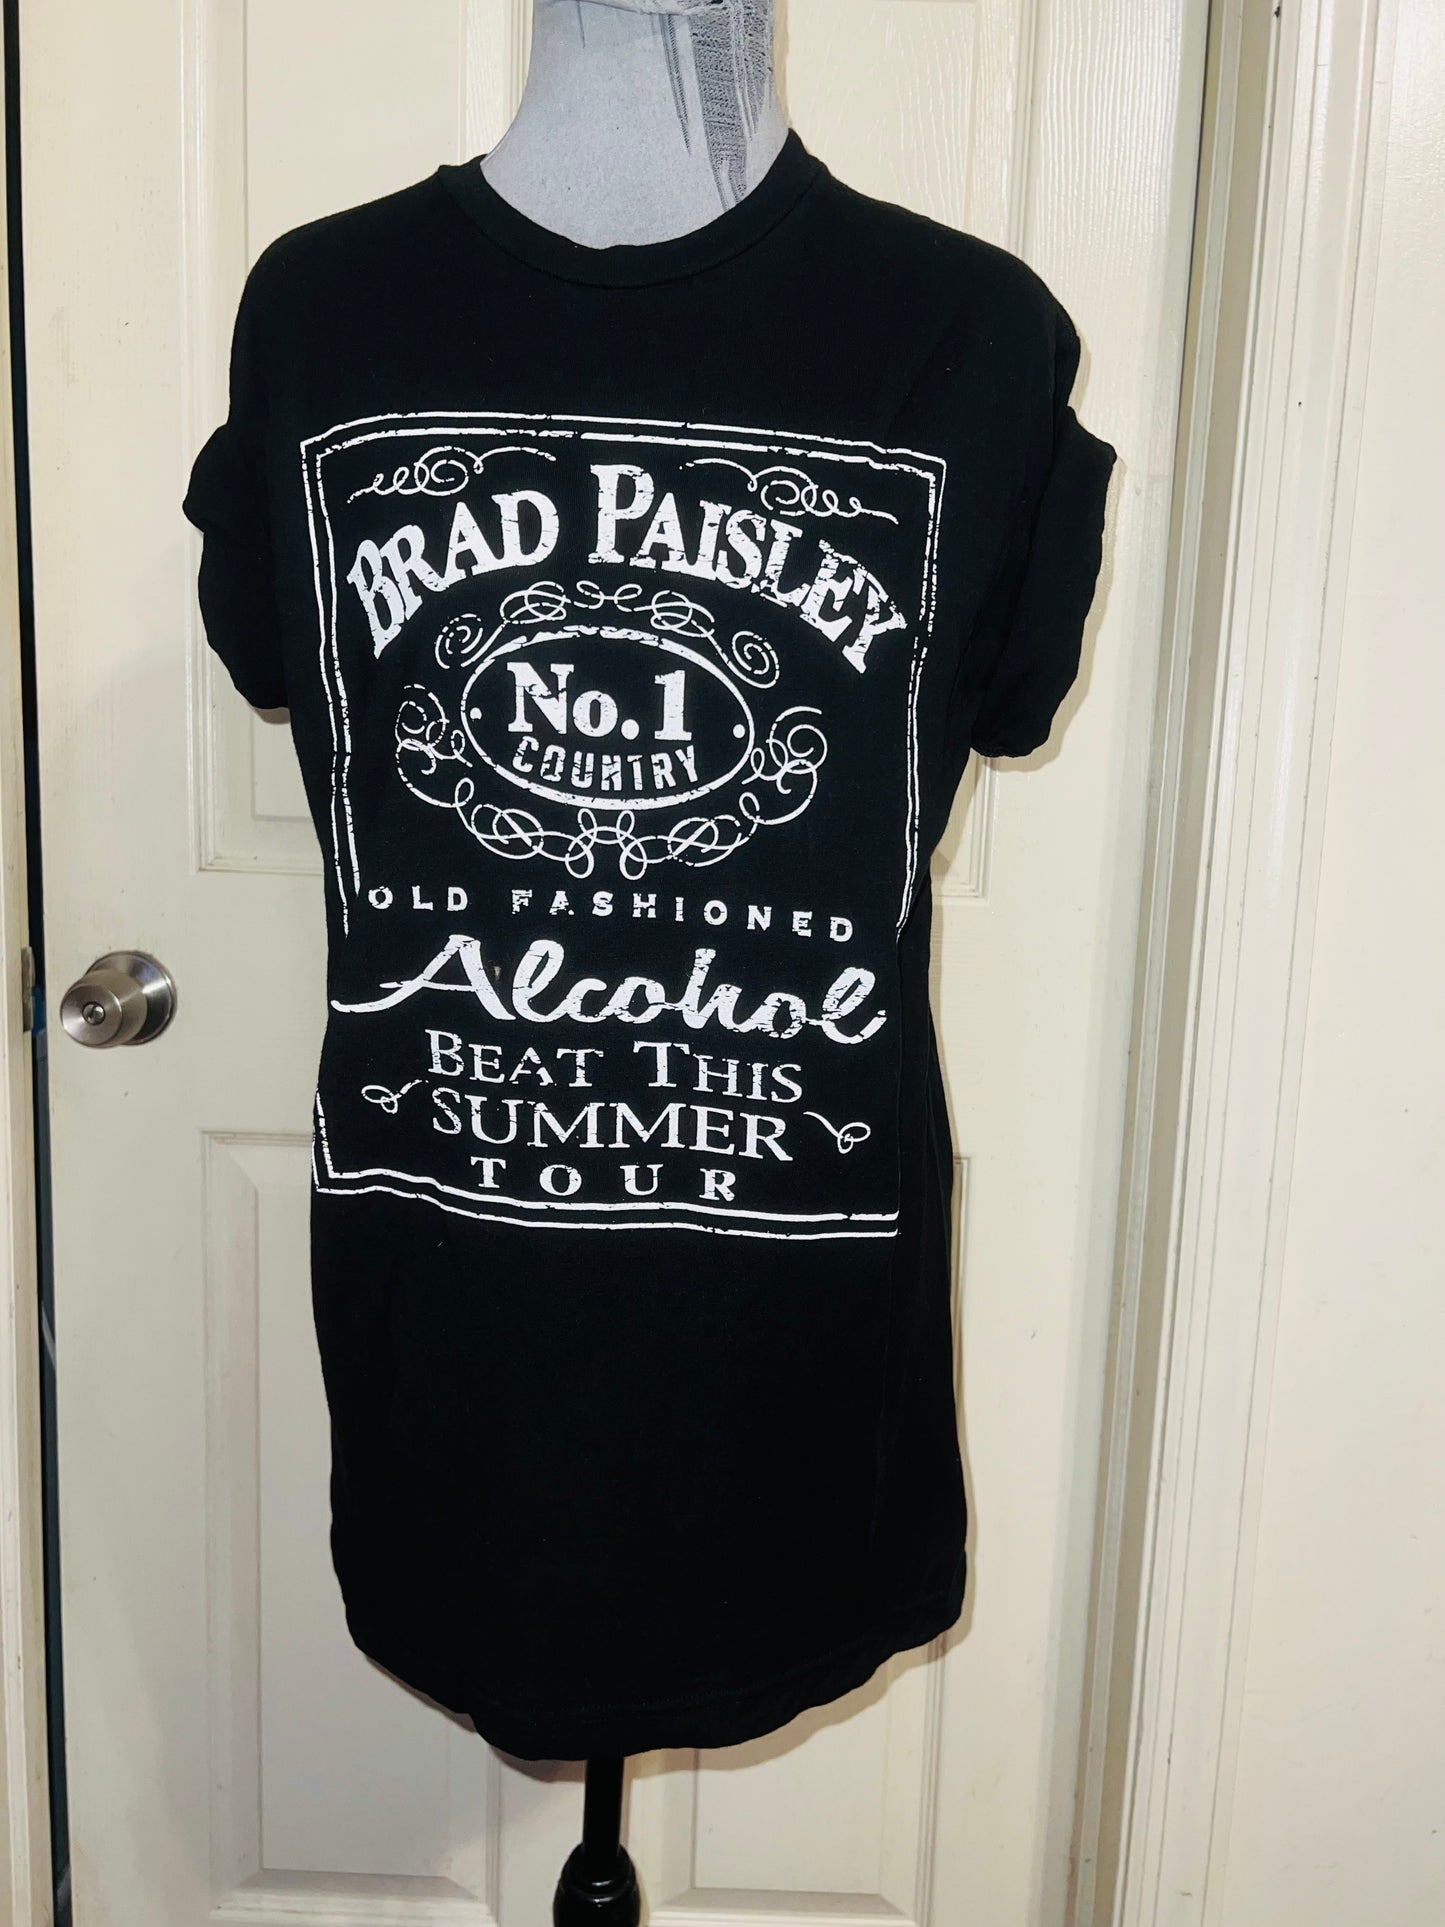 BRAD PAISLEY
No.1
COUNTRY
OLD FASHIONED
Alcohol
BEAT THIS
SUMMER
TOUR